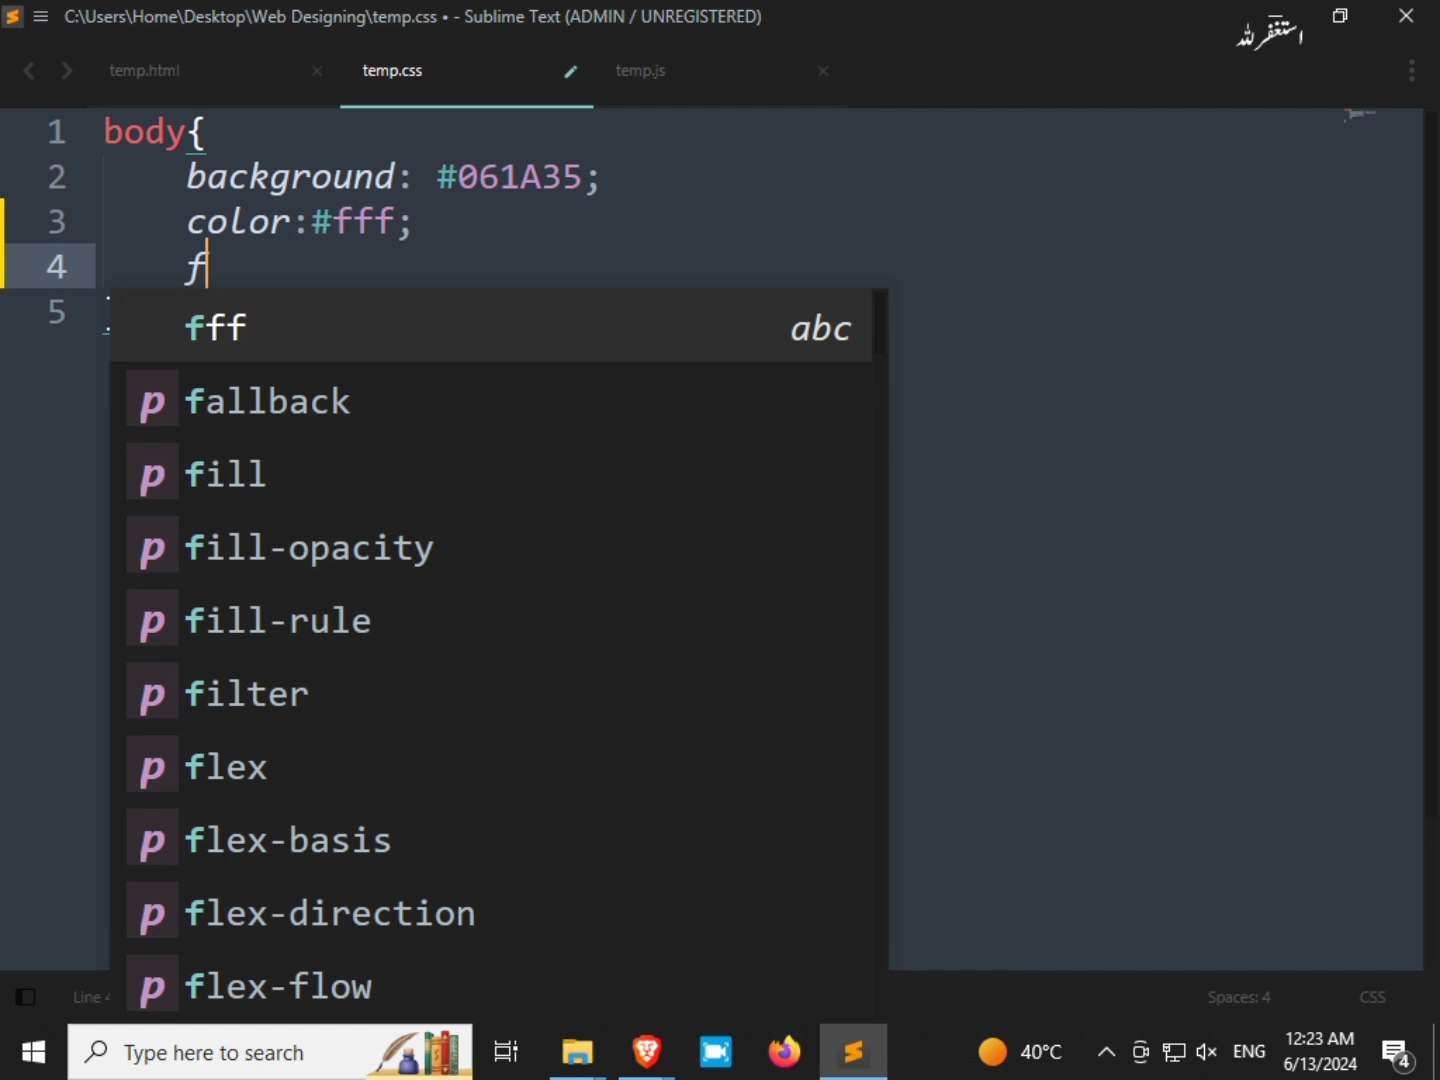 C:\Users\Home\Desktop\Web Designing\temp.css • - Sublime Text (ADMIN / UNREGISTERED)
استغفر لله
temp.html
temp.css
temp.js
1 body{
2 background: #061A35;
3 color:#fff;
4 f
5
fff abc
p fallback
p fill
p fill-opacity
p fill-rule
p filter
p flex
p flex-basis
p flex-direction
p flex-flow
Line
Spaces: 4
CSS
Type here to search
40°C
ENG
12:23 AM
6/13/2024
4